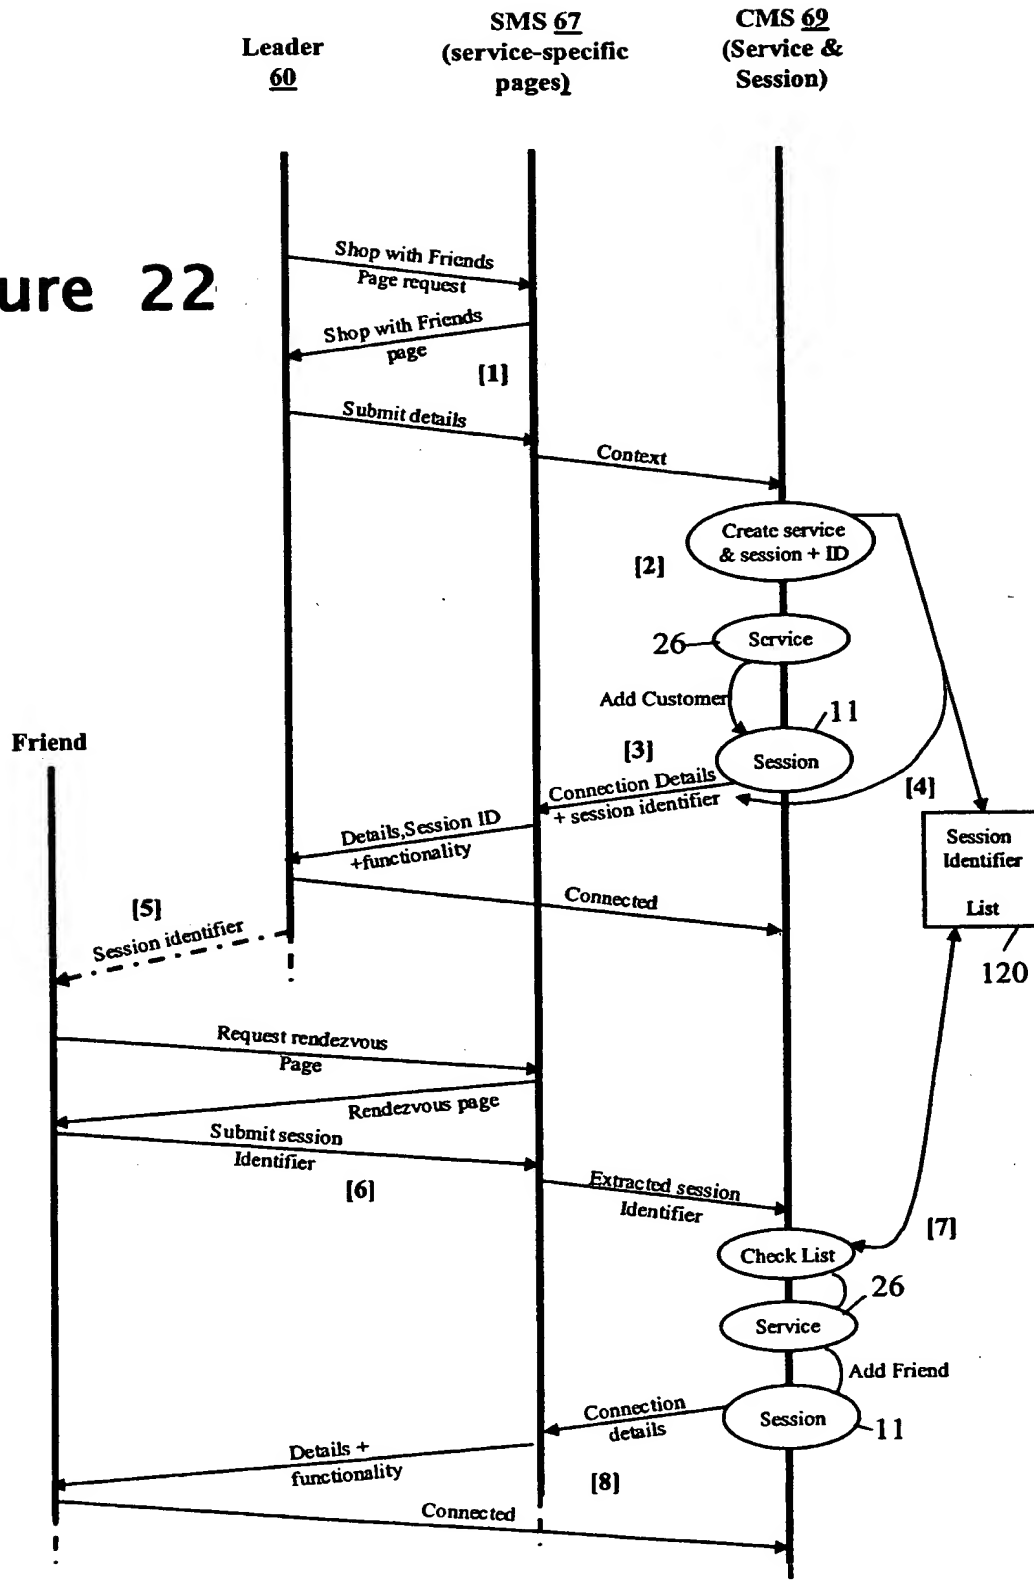 Leader
60
SMS 67
(service-specific
pages)
CMS 69
(Service &
Session)
ure 22
Shop with Friends
Page request
Shop with Friends
page
[1]
Submit details
Context
Create service
& session + ID
[2]
26
Service
Add Customer
11
[3]
Session
Friend
Connection Details
+ session identifier
[4]
Details,Session ID
+functionality
Session
Identifier
List
120
Connected
[5]
Session identifier
Request rendezvous
Page
Rendezvous page
Submit session
Identifier
[6]
Extracted session
Identifier
[7]
Check List
26
Service
Add Friend
Session
11
Connection
details
Details +
functionality
[8]
Connected